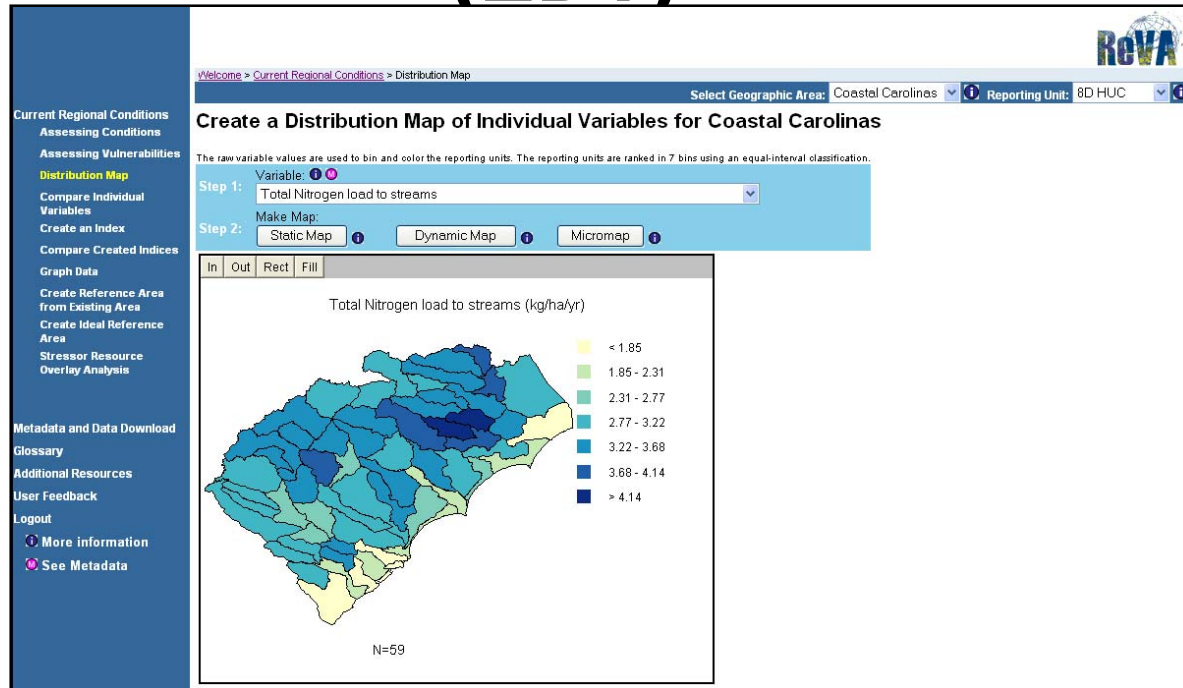 ReVA
Welcome > Current Regional Conditions > Distribution Map
Select Geographic Area: Coastal Carolinas Reporting Unit: 8D HUC
Current Regional Conditions
Assessing Conditions
Assessing Vulnerabilities
Distribution Map
Compare Individual
Variables
Create an Index
Compare Created Indices
Graph Data
Create Reference Area
from Existing Area
Create Ideal Reference
Area
Stressor Resource
Overlay Analysis
Metadata and Data Download
Glossary
Additional Resources
User Feedback
Logout
More information
See Metadata
Create a Distribution Map of Individual Variables for Coastal Carolinas
The raw variable values are used to bin and color the reporting units. The reporting units are ranked in 7 bins using an equal-interval classification.
Step 1: Variable:
Total Nitrogen load to streams
Step 2: Make Map:
Static Map Dynamic Map Micromap
In Out Rect Fill
Total Nitrogen load to streams (kg/ha/yr)
< 1.85
1.85 - 2.31
2.31 - 2.77
2.77 - 3.22
3.22 - 3.68
3.68 - 4.14
> 4.14
N=59